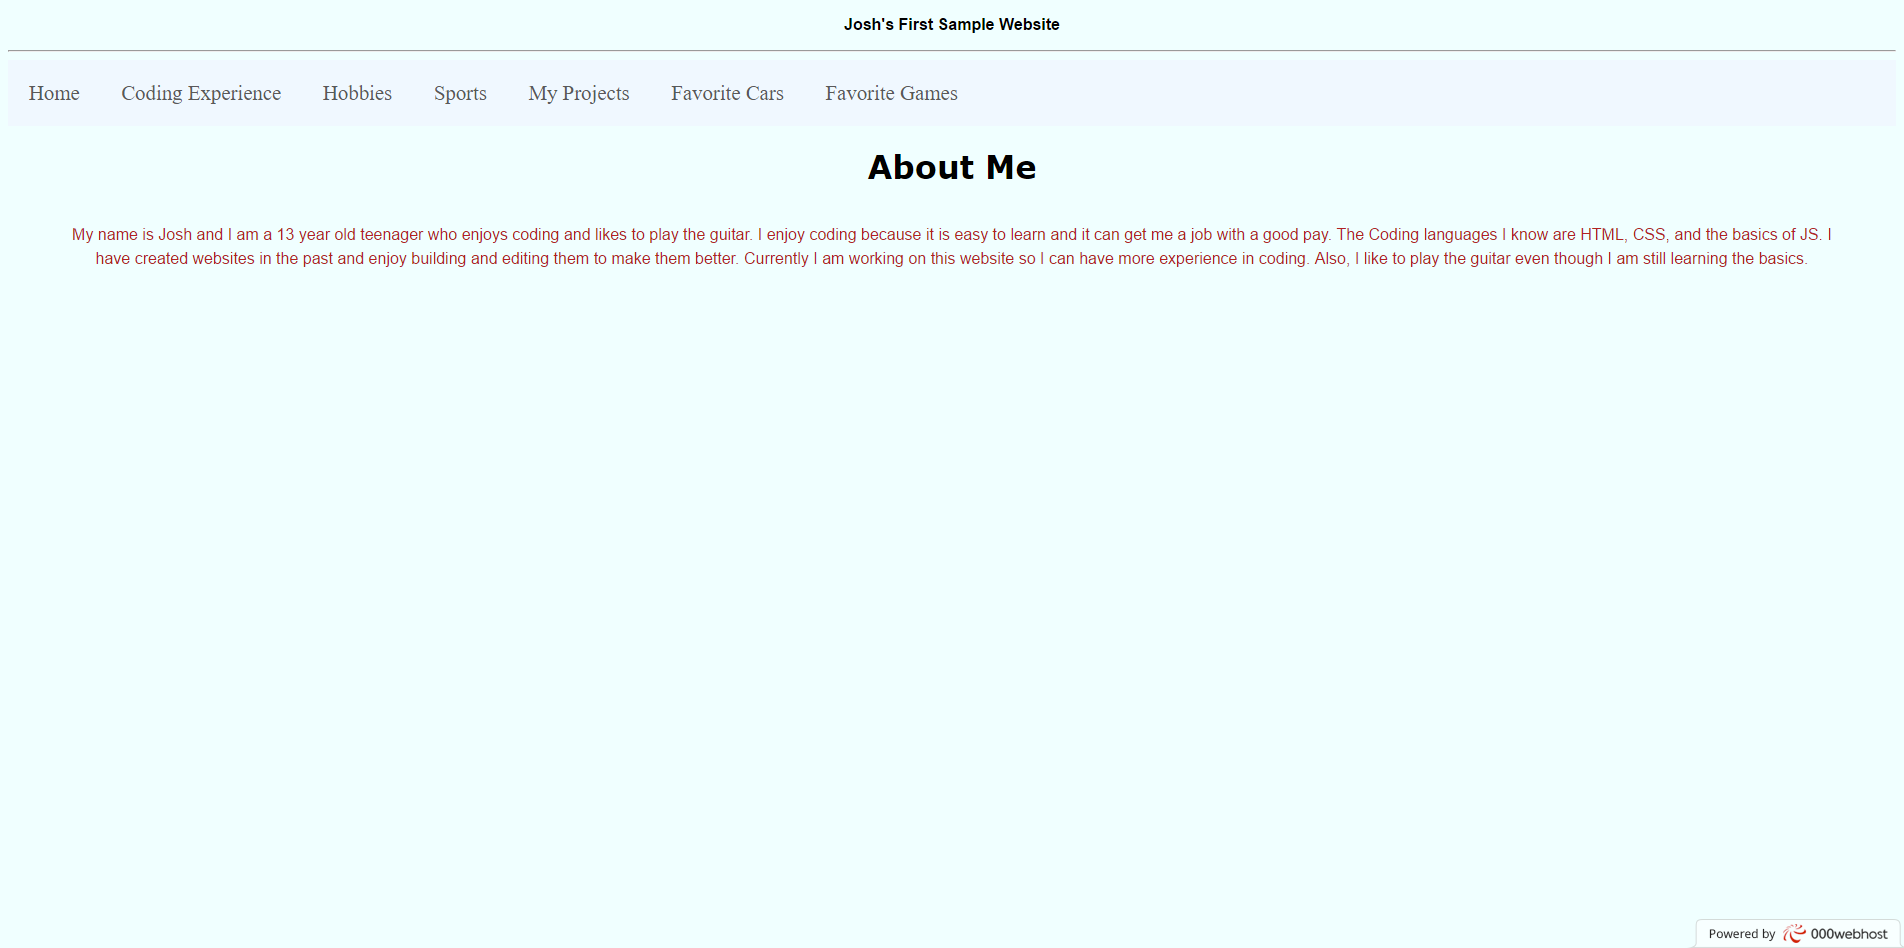 Josh's First Sample Website
Home Coding Experience Hobbies Sports My Projects Favorite Cars Favorite Games
About Me
My name is Josh and I am a 13 year old teenager who enjoys coding and likes to play the guitar. I enjoy coding because it is easy to learn and it can get me a job with a good pay. The Coding languages I know are HTML, CSS, and the basics of JS. I
have created websites in the past and enjoy building and editing them to make them better. Currently I am working on this website so I can have more experience in coding. Also, I like to play the guitar even though I am still learning the basics.
Powered by 000webhost